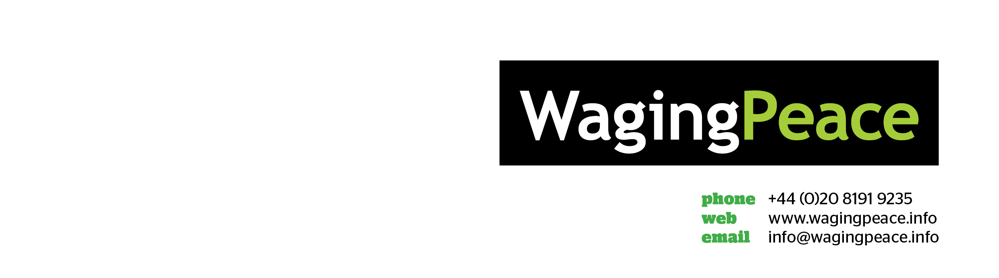 WagingPeace
phone +44 (0)20 8191 9235
web www.wagingpeace.info
email info@wagingpeace.info